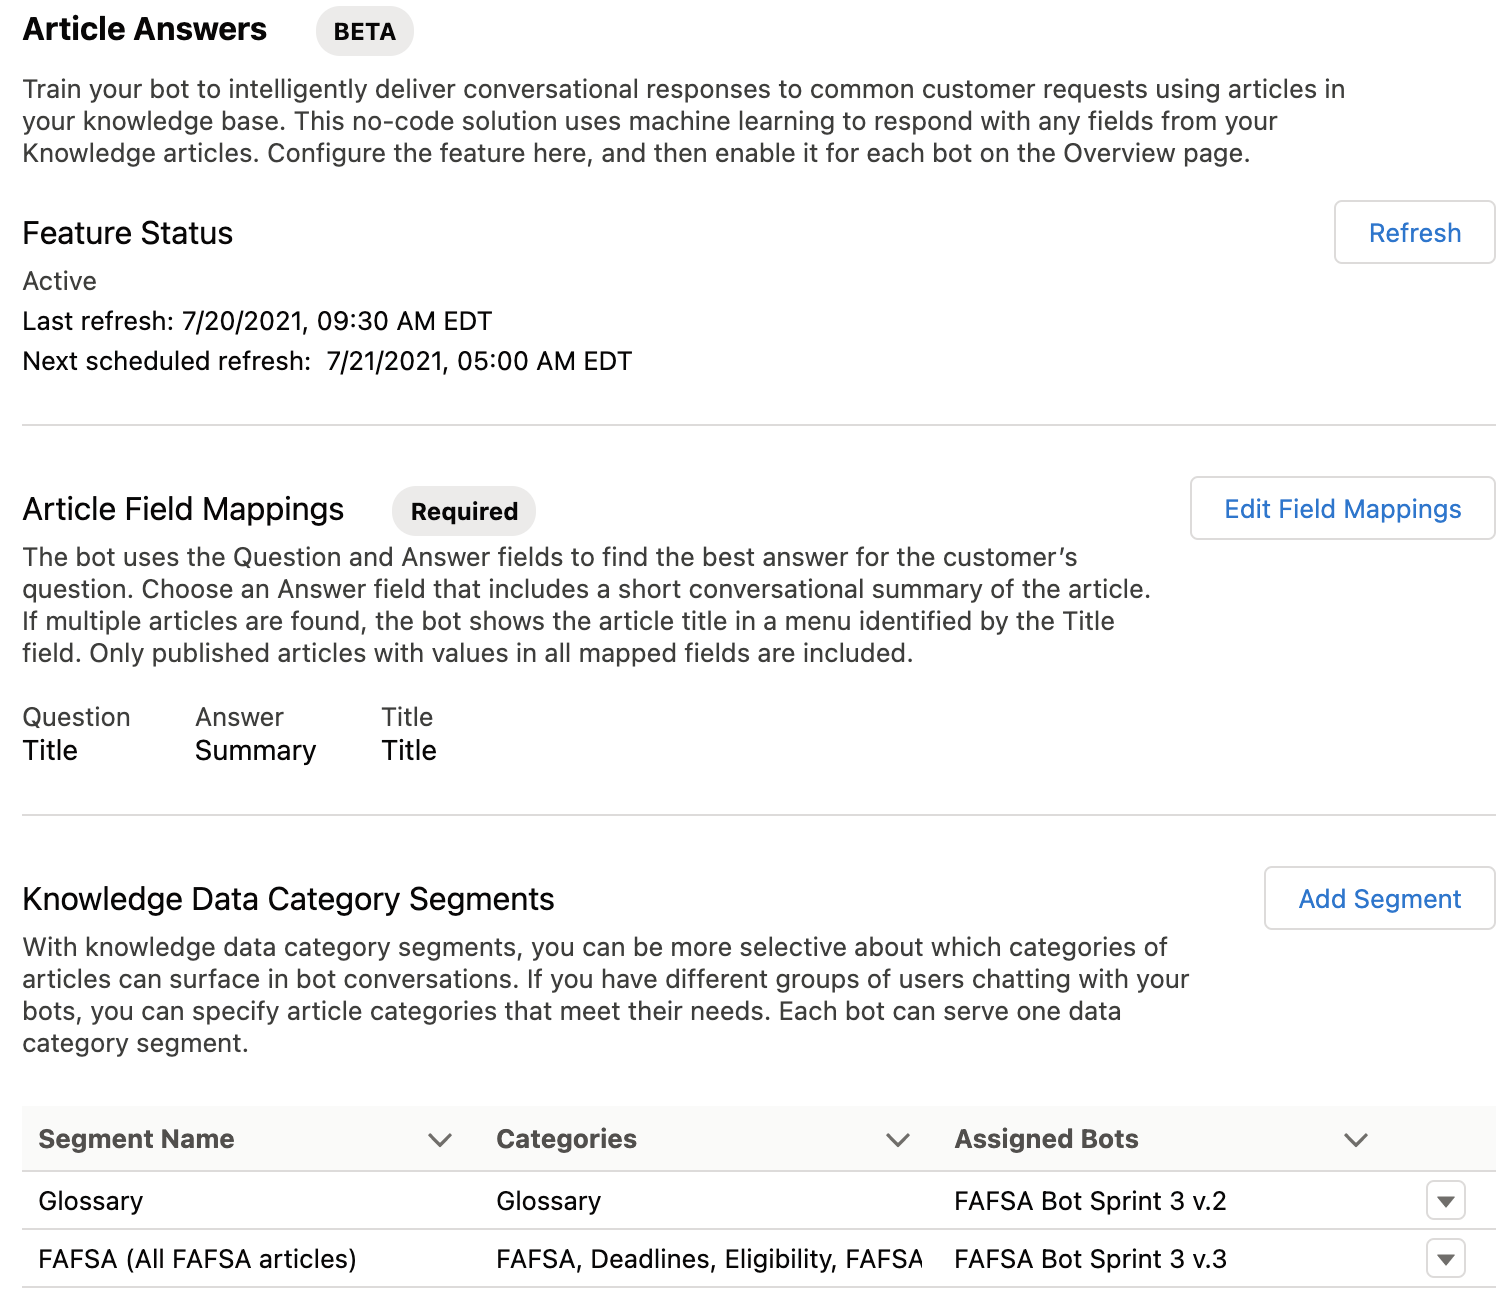 Article Answers BETA
Train your bot to intelligently deliver conversational responses to common customer requests using articles in
your knowledge base. This no-code solution uses machine learning to respond with any fields from your
Knowledge articles. Configure the feature here, and then enable it for each bot on the Overview page.
Feature Status Refresh
Active
Last refresh: 7/20/2021, 09:30 AM EDT
Next scheduled refresh: 7/21/2021, 05:00 AM EDT
Article Field Mappings Required Edit Field Mappings
The bot uses the Question and Answer fields to find the best answer for the customer’s
question. Choose an Answer field that includes a short conversational summary of the article.
If multiple articles are found, the bot shows the article title in a menu identified by the Title
field. Only published articles with values in all mapped fields are included.
Question Answer Title
Title Summary Title
Knowledge Data Category Segments Add Segment
With knowledge data category segments, you can be more selective about which categories of
articles can surface in bot conversations. If you have different groups of users chatting with your
bots, you can specify article categories that meet their needs. Each bot can serve one data
category segment.
Segment Name Categories Assigned Bots
Glossary Glossary FAFSA Bot Sprint 3 v.2
FAFSA (All FAFSA articles) FAFSA, Deadlines, Eligibility, FAFSA FAFSA Bot Sprint 3 v.3